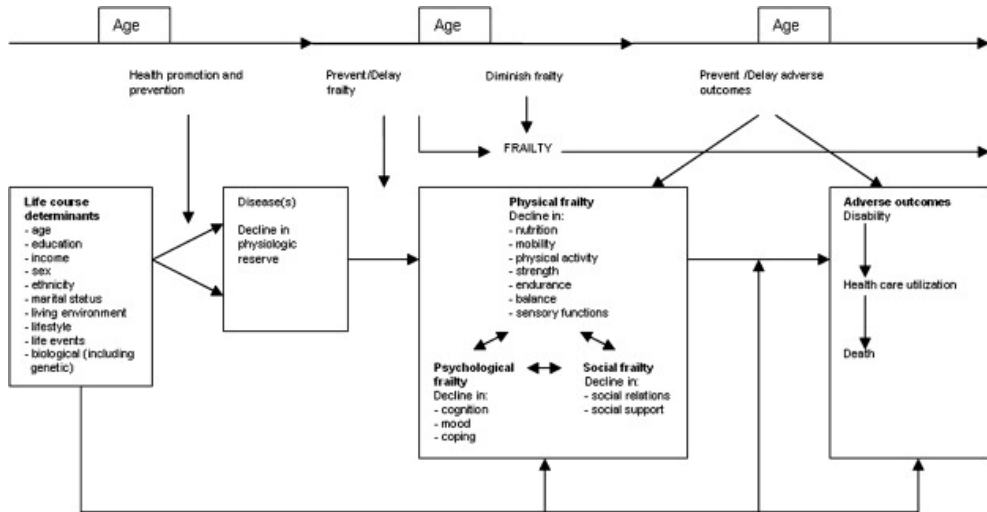 Age
Age
Age
Health promotion and
prevention
Prevent/Delay
frailty
Diminish frailty
Prevent /Delay adverse
outcomes
FRAILTY
Life course
determinants
- age
- education
- income
- sex
- ethnicity
- marital status
- living environment
- lifestyle
- life events
- biological (including
genetic)
Disease(s)
Decline in
physiologic
reserve
Physical frailty
Decline in:
- nutrition
- mobility
- physical activity
- strength
- endurance
- balance
- sensory functions
Psychological
frailty
Decline in:
- cognition
- mood
- coping
Social frailty
Decline in:
- social relations
- social support
Adverse outcomes
Disability
Health care utilization
Death